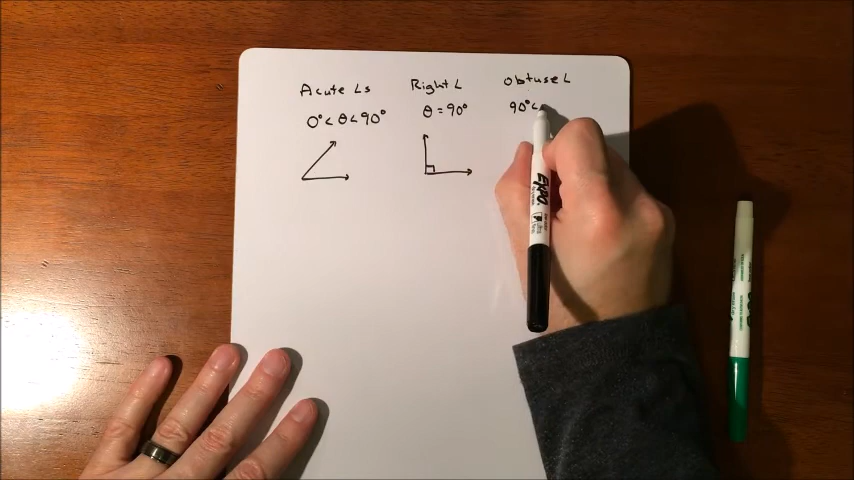 Acute ∠s
0° < θ < 90°
Right ∠
θ = 90°
Obtuse ∠
90° <
EXPO